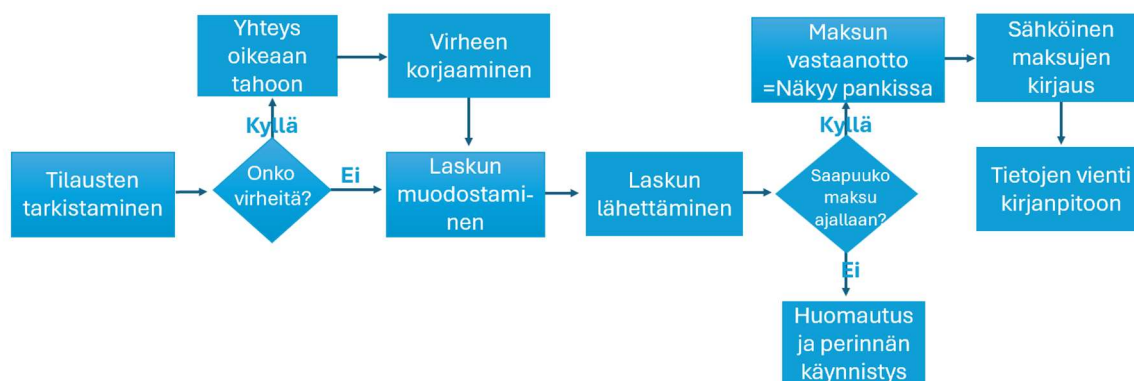 Yhteys
oikeaan
tahoon
Virheen
korjaaminen
Maksun
vastaanotto
=Näkyy pankissa
Sähköinen
maksujen
kirjaus
Kyllä
Kyllä
Tilausten
tarkistaminen
Onko
virheitä?
Ei
Laskun
muodostami-
nen
Laskun
lähettäminen
Saapuuko
maksu
ajallaan?
Tietojen vienti
kirjanpitoon
Ei
Huomautus
ja perinnän
käynnistys